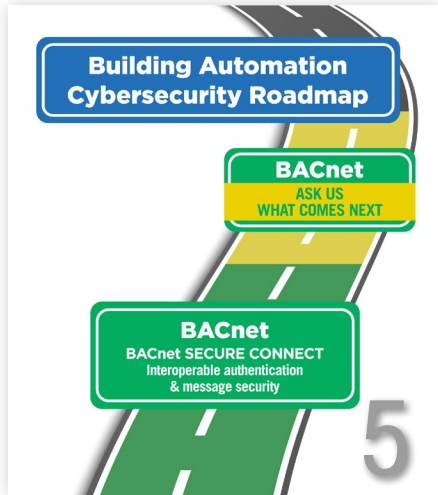 Building Automation
Cybersecurity Roadmap
BACnet
ASK US
WHAT COMES NEXT
BACnet
BACnet SECURE CONNECT
Interoperable authentication
& message security
5